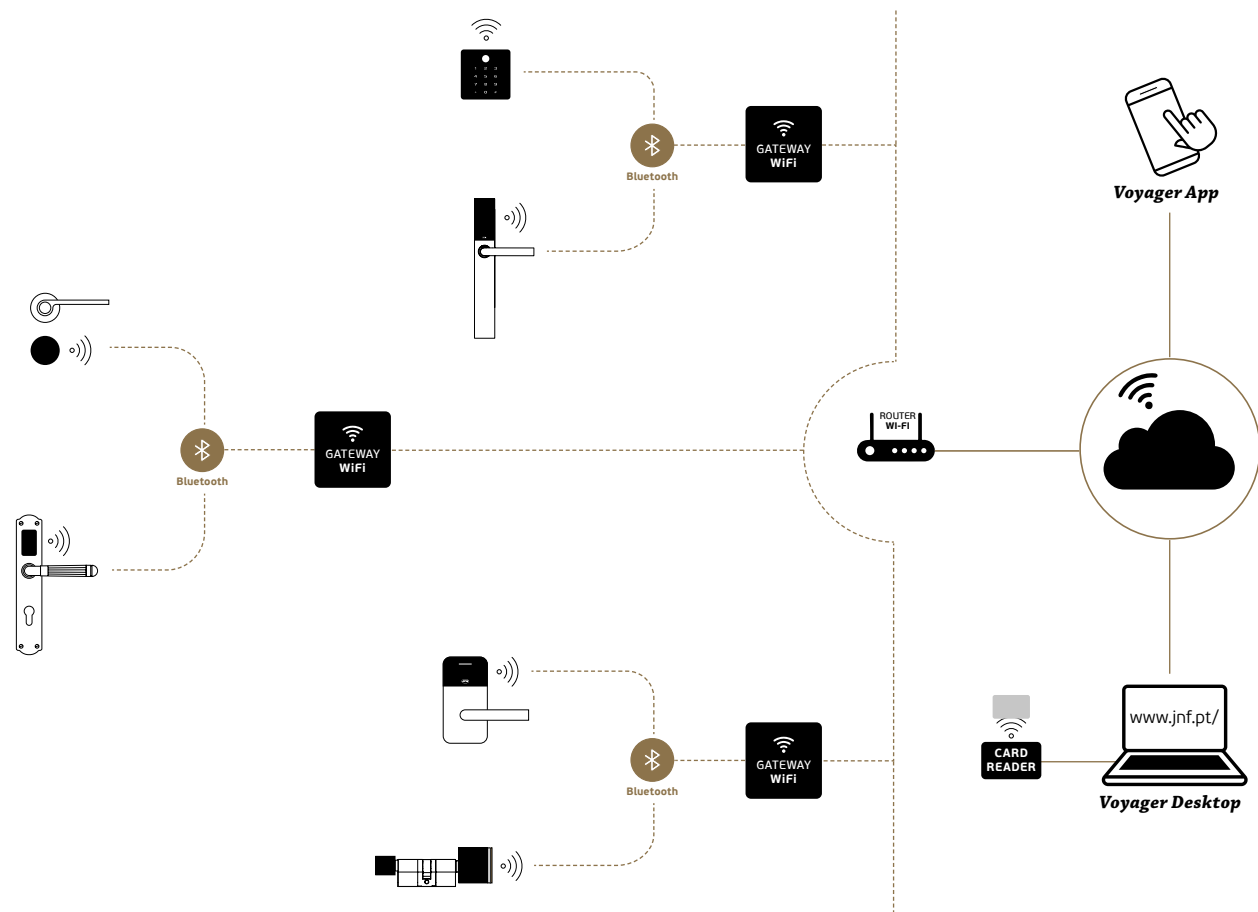 GATEWAY
WiFi
Bluetooth
Voyager App
ROUTER
WI-FI
GATEWAY
WiFi
Bluetooth
www.jnf.pt/
GATEWAY
WiFi
CARD
READER
Bluetooth
Voyager Desktop